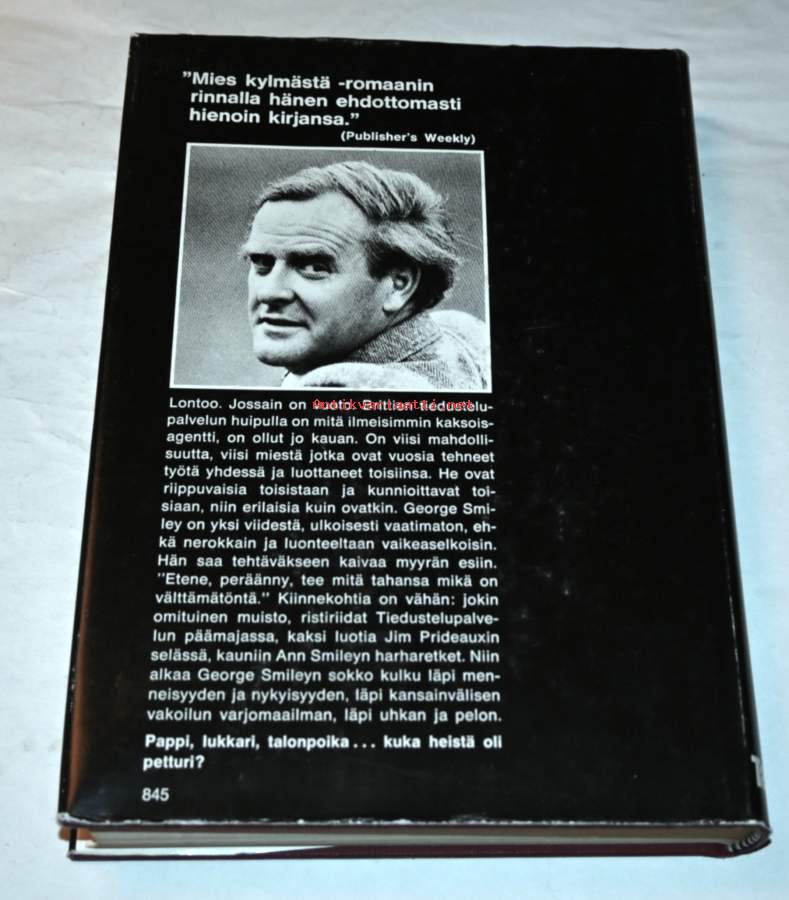 ”Mies kylmästä -romaanin
rinnalla hänen ehdottomasti
hienoin kirjansa.”
(Publisher's Weekly)
Lontoo. Jossain on vuoto. Brittien tiedustelu-
Antikvariaatti.net
palvelun huipulla on mitä ilmeisimmin kaksois-
agentti, on ollut jo kauan. On viisi mahdolli-
suutta, viisi miestä jotka ovat vuosia tehneet
työtä yhdessä ja luottaneet toisiinsa. He ovat
riippuvaisia toisistaan ja kunnioittavat toi-
siaan, niin erilaisia kuin ovatkin. George Smi-
ley on yksi viidestä, ulkoisesti vaatimaton, eh-
kä nerokkain ja luonteeltaan vaikeaselkoisin.
Hän saa tehtäväkseen kaivaa myyrän esiin.
”Etene, peräänny, tee mitä tahansa mikä on
välttämätöntä.” Kiinnekohtia on vähän: jokin
omituinen muisto, ristiriidat Tiedustelupalve-
lun päämajassa, kaksi luotia Jim Prideauxin
selässä, kauniin Ann Smileyn harharetket. Niin
alkaa George Smileyn sokko kulku läpi men-
neisyyden ja nykyisyyden, läpi kansainvälisen
vakoilun varjomaailman, läpi uhkan ja pelon.
Pappi, lukkari, talonpoika... kuka heistä oli
petturi?
845